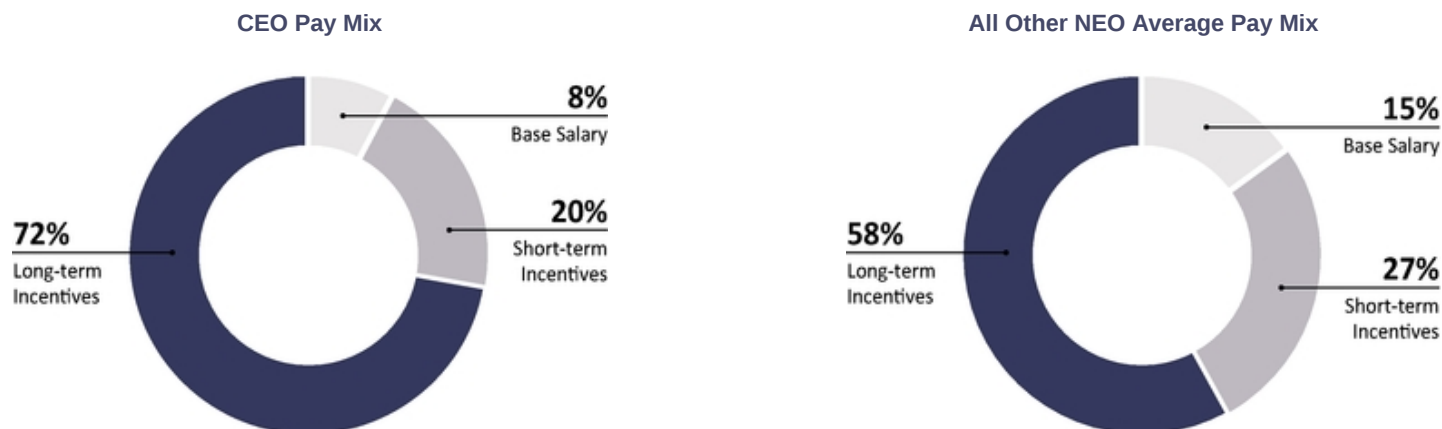 CEO Pay Mix
8%
Base Salary
20%
Short-term
Incentives
72%
Long-term
Incentives
All Other NEO Average Pay Mix
15%
Base Salary
58%
Long-term
Incentives
27%
Short-term
Incentives